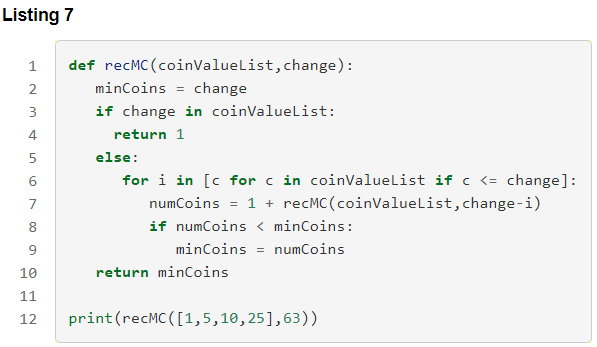 Listing 7
1 def recMC(coinValueList,change):
2    minCoins = change
3    if change in coinValueList:
4      return 1
5    else:
6       for i in [c for c in coinValueList if c <= change]:
7          numCoins = 1 + recMC(coinValueList,change-i)
8          if numCoins < minCoins:
9             minCoins = numCoins
10    return minCoins
11
12 print(recMC([1,5,10,25],63))